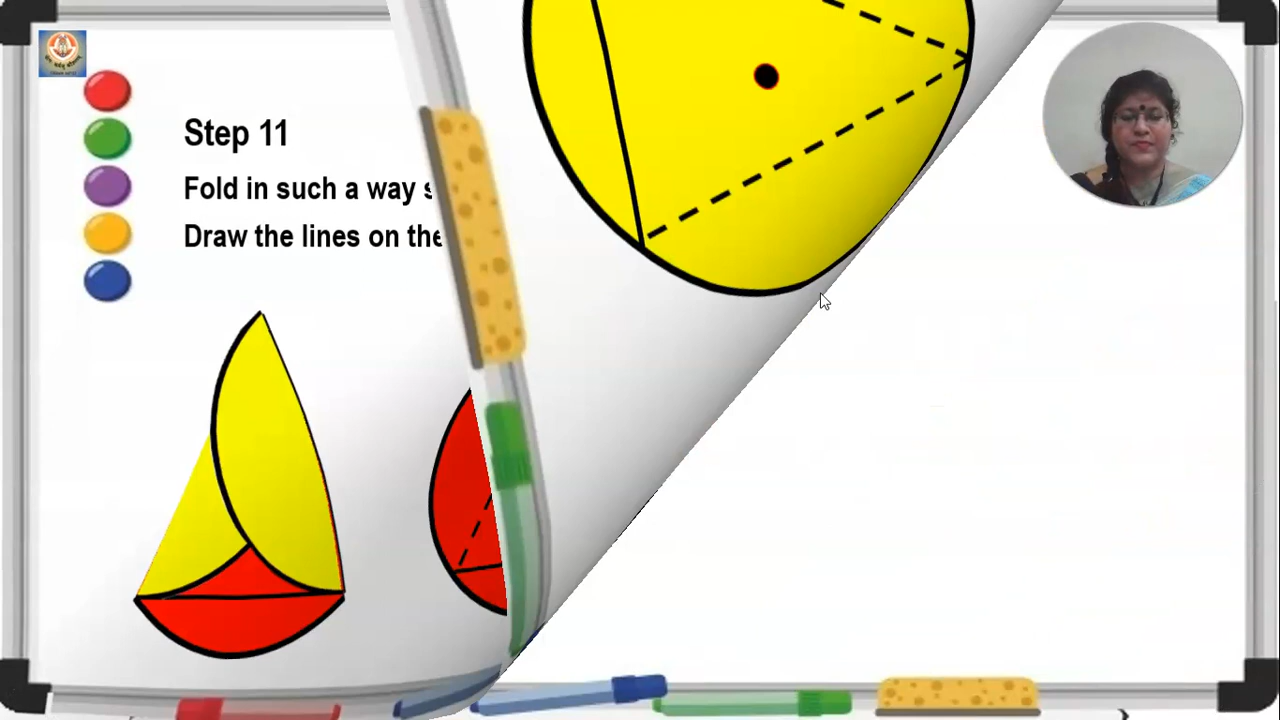 Step 11
Fold in such a way
Draw the lines on the